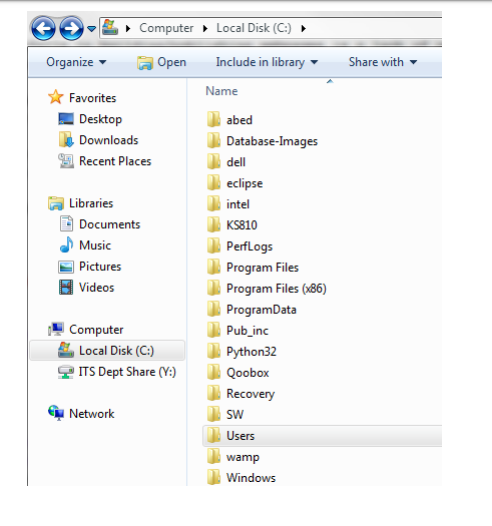 Computer Local Disk (C:)
Organize Open Include in library Share with
Favorites
Desktop
Downloads
Recent Places
Libraries
Documents
Music
Pictures
Videos
Computer
Local Disk (C:)
ITS Dept Share (Y:)
Network
Name
abed
Database-Images
dell
eclipse
intel
KS810
PerfLogs
Program Files
Program Files (x86)
ProgramData
Pub_inc
Python32
Qoobox
Recovery
SW
Users
wamp
Windows